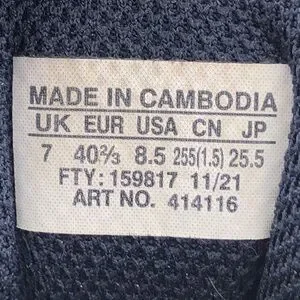 MADE IN CAMBODIA
UK EUR USA CN JP
7 40⅔ 8.5 255(1.5) 25.5
FTY: 159817 11/21
ART NO. 414116